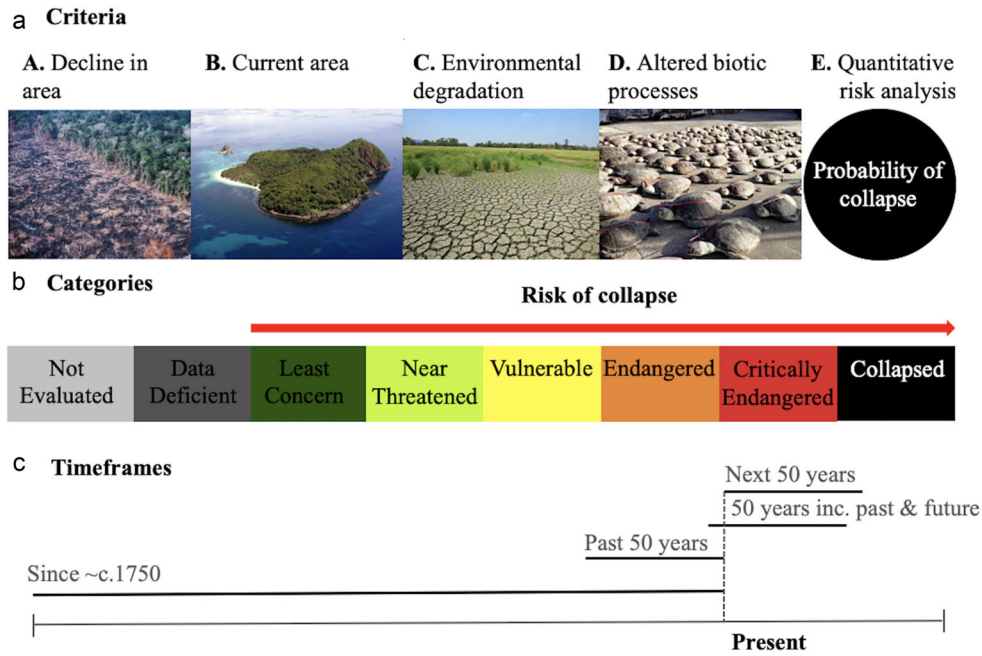 a Criteria
A. Decline in
area
B. Current area
C. Environmental
degradation
D. Altered biotic
processes
E. Quantitative
risk analysis
Probability of
collapse
b Categories
Risk of collapse
Not
Evaluated
Data
Deficient
Least
Concern
Near
Threatened
Vulnerable
Endangered
Critically
Endangered
Collapsed
c Timeframes
Next 50 years
50 years inc. past & future
Past 50 years
Since ~c.1750
Present